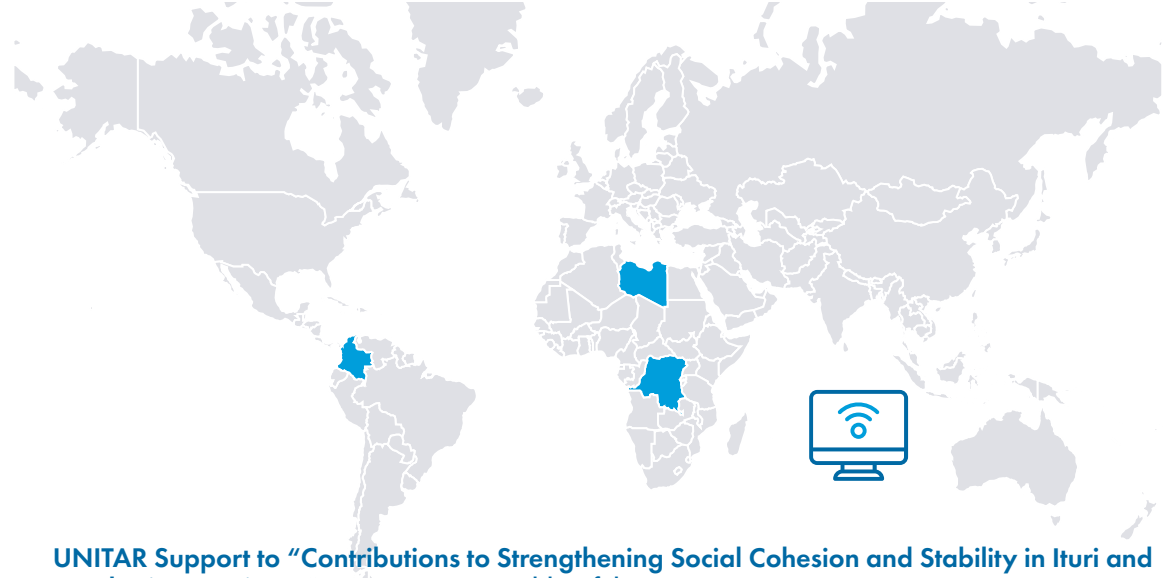 UNITAR Support to “Contributions to Strengthening Social Cohesion and Stability in Ituri and